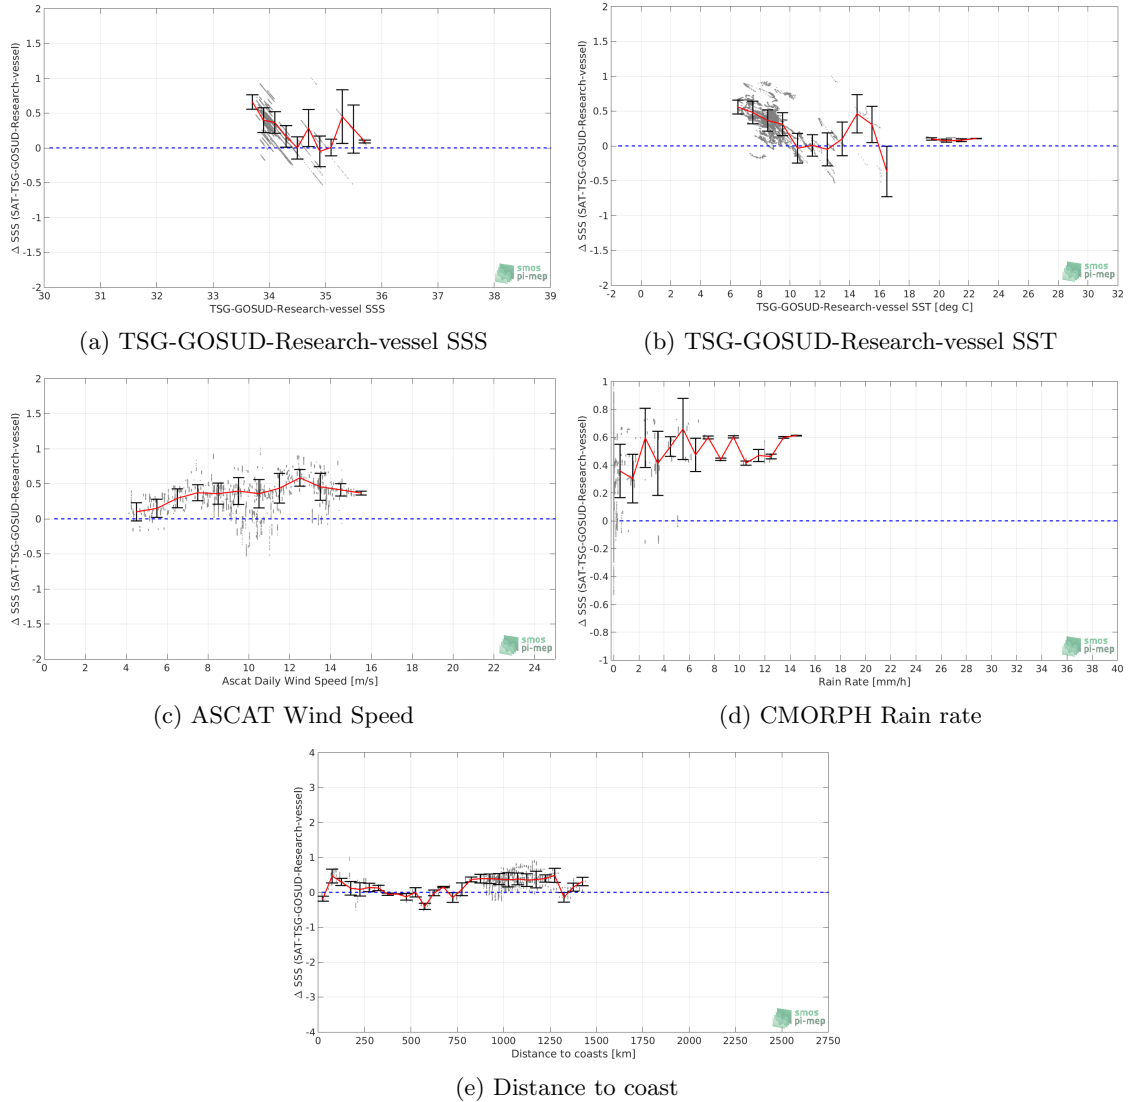 Δ SSS (SAT-TSG-GOSUD-Research-vessel)
2
1.5
1
0.5
0
-0.5
-1
-1.5
-2
30 31 32 33 34 35 36 37 38 39
TSG-GOSUD-Research-vessel SSS
smos
pi-mep
(a) TSG-GOSUD-Research-vessel SSS
Δ SSS (SAT-TSG-GOSUD-Research-vessel)
2
1.5
1
0.5
0
-0.5
-1
-1.5
-2
-2 0 2 4 6 8 10 12 14 16 18 20 22 24 26 28 30 32
TSG-GOSUD-Research-vessel SST [deg C]
smos
pi-mep
(b) TSG-GOSUD-Research-vessel SST
Δ SSS (SAT-TSG-GOSUD-Research-vessel)
2
1.5
1
0.5
0
-0.5
-1
-1.5
-2
0 2 4 6 8 10 12 14 16 18 20 22 24
Ascat Daily Wind Speed [m/s]
smos
pi-mep
(c) ASCAT Wind Speed
Δ SSS (SAT-TSG-GOSUD-Research-vessel)
1
0.8
0.6
0.4
0.2
0
-0.2
-0.4
-0.6
-0.8
-1
0 2 4 6 8 10 12 14 16 18 20 22 24 26 28 30 32 34 36 38 40
Rain Rate [mm/h]
smos
pi-mep
(d) CMORPH Rain rate
Δ SSS (SAT-TSG-GOSUD-Research-vessel)
4
3
2
1
0
-1
-2
-3
-4
0 250 500 750 1000 1250 1500 1750 2000 2250 2500 2750
Distance to coasts [km]
smos
pi-mep
(e) Distance to coast